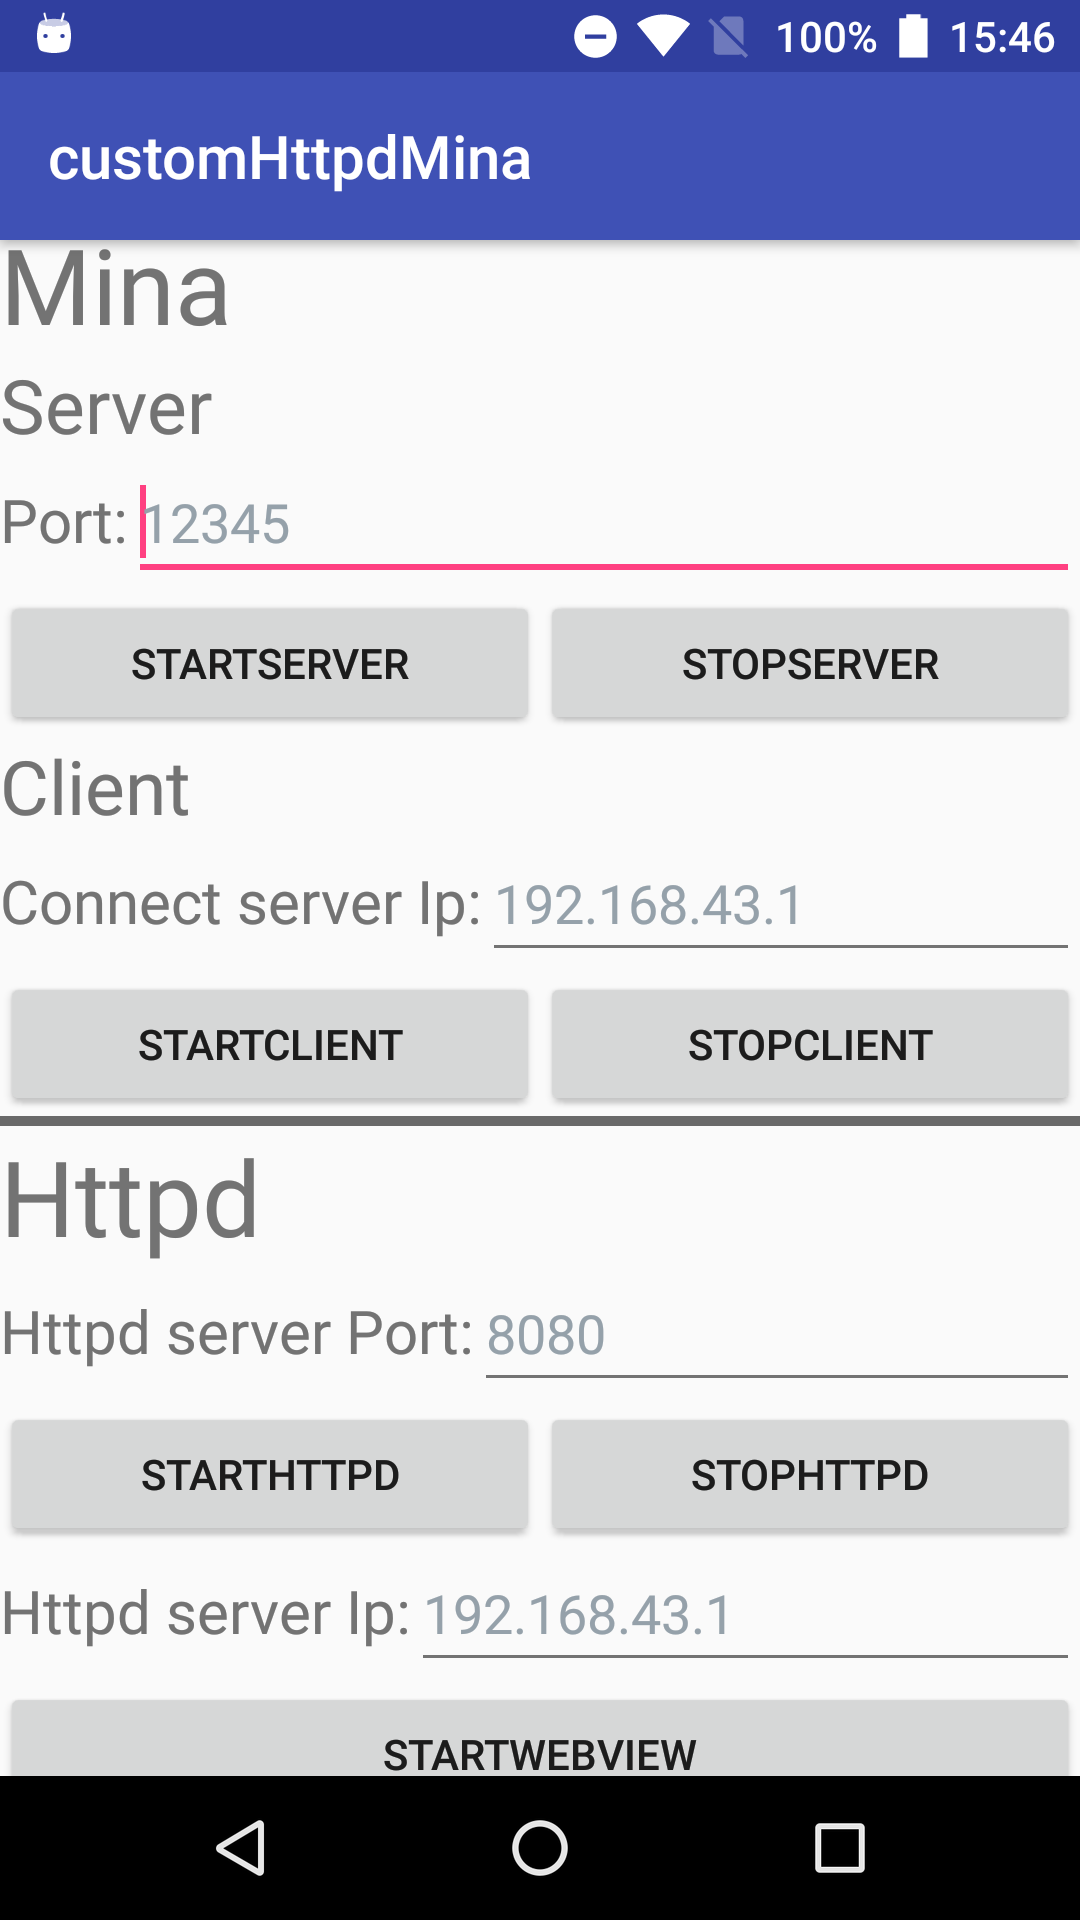 100% 15:46
customHttpdMina
Mina
Server
Port: 12345
STARTSERVER STOPSERVER
Client
Connect server Ip: 192.168.43.1
STARTCLIENT STOPCLIENT
Httpd
Httpd server Port: 8080
STARTHTTPD STOPHTTPD
Httpd server Ip: 192.168.43.1
STARTWEBVIEW